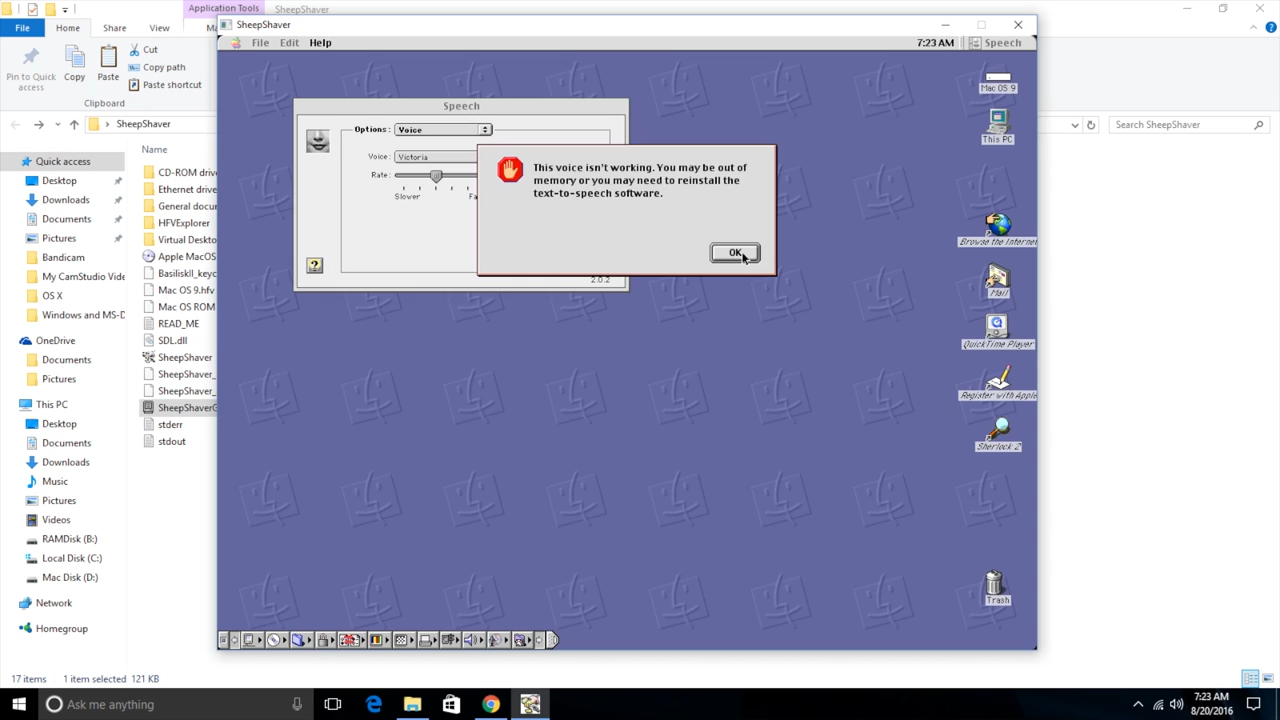 Application Tools
SheepShaver
File
Home
Share
View
Pin to Quick
access
Copy
Paste
Cut
Copy path
Paste shortcut
Clipboard
SheepShaver
Search SheepShaver
Quick access
Desktop
Downloads
Documents
Pictures
Bandicam
My CamStudio Vide
OS X
Windows and MS-D
OneDrive
Documents
Pictures
This PC
Desktop
Documents
Downloads
Music
Pictures
Videos
RAMDisk (B:)
Local Disk (C:)
Mac Disk (D:)
Network
Homegroup
Name
CD-ROM drive
Ethernet driver
General docum
HFVExplorer
Virtual Deskto
Apple MacOS
BasiliskII_keyc
Mac OS 9.hfv
Mac OS ROM
READ_ME
SDL.dll
SheepShaver
SheepShaver_
SheepShaver_
SheepShaverG
stderr
stdout
SheepShaver
File Edit Help
7:23 AM
Speech
Speech
Options: Voice
Voice: Victoria
Rate:
Slower
Fa
?
2.0.2
This voice isn't working. You may be out of
memory or you may need to reinstall the
text-to-speech software.
OK
Mac OS 9
This PC
Browse the Internet
Mail
QuickTime Player
Register with Apple
Sherlock 2
Trash
17 items
1 item selected 121 KB
Ask me anything
7:23 AM
8/20/2016